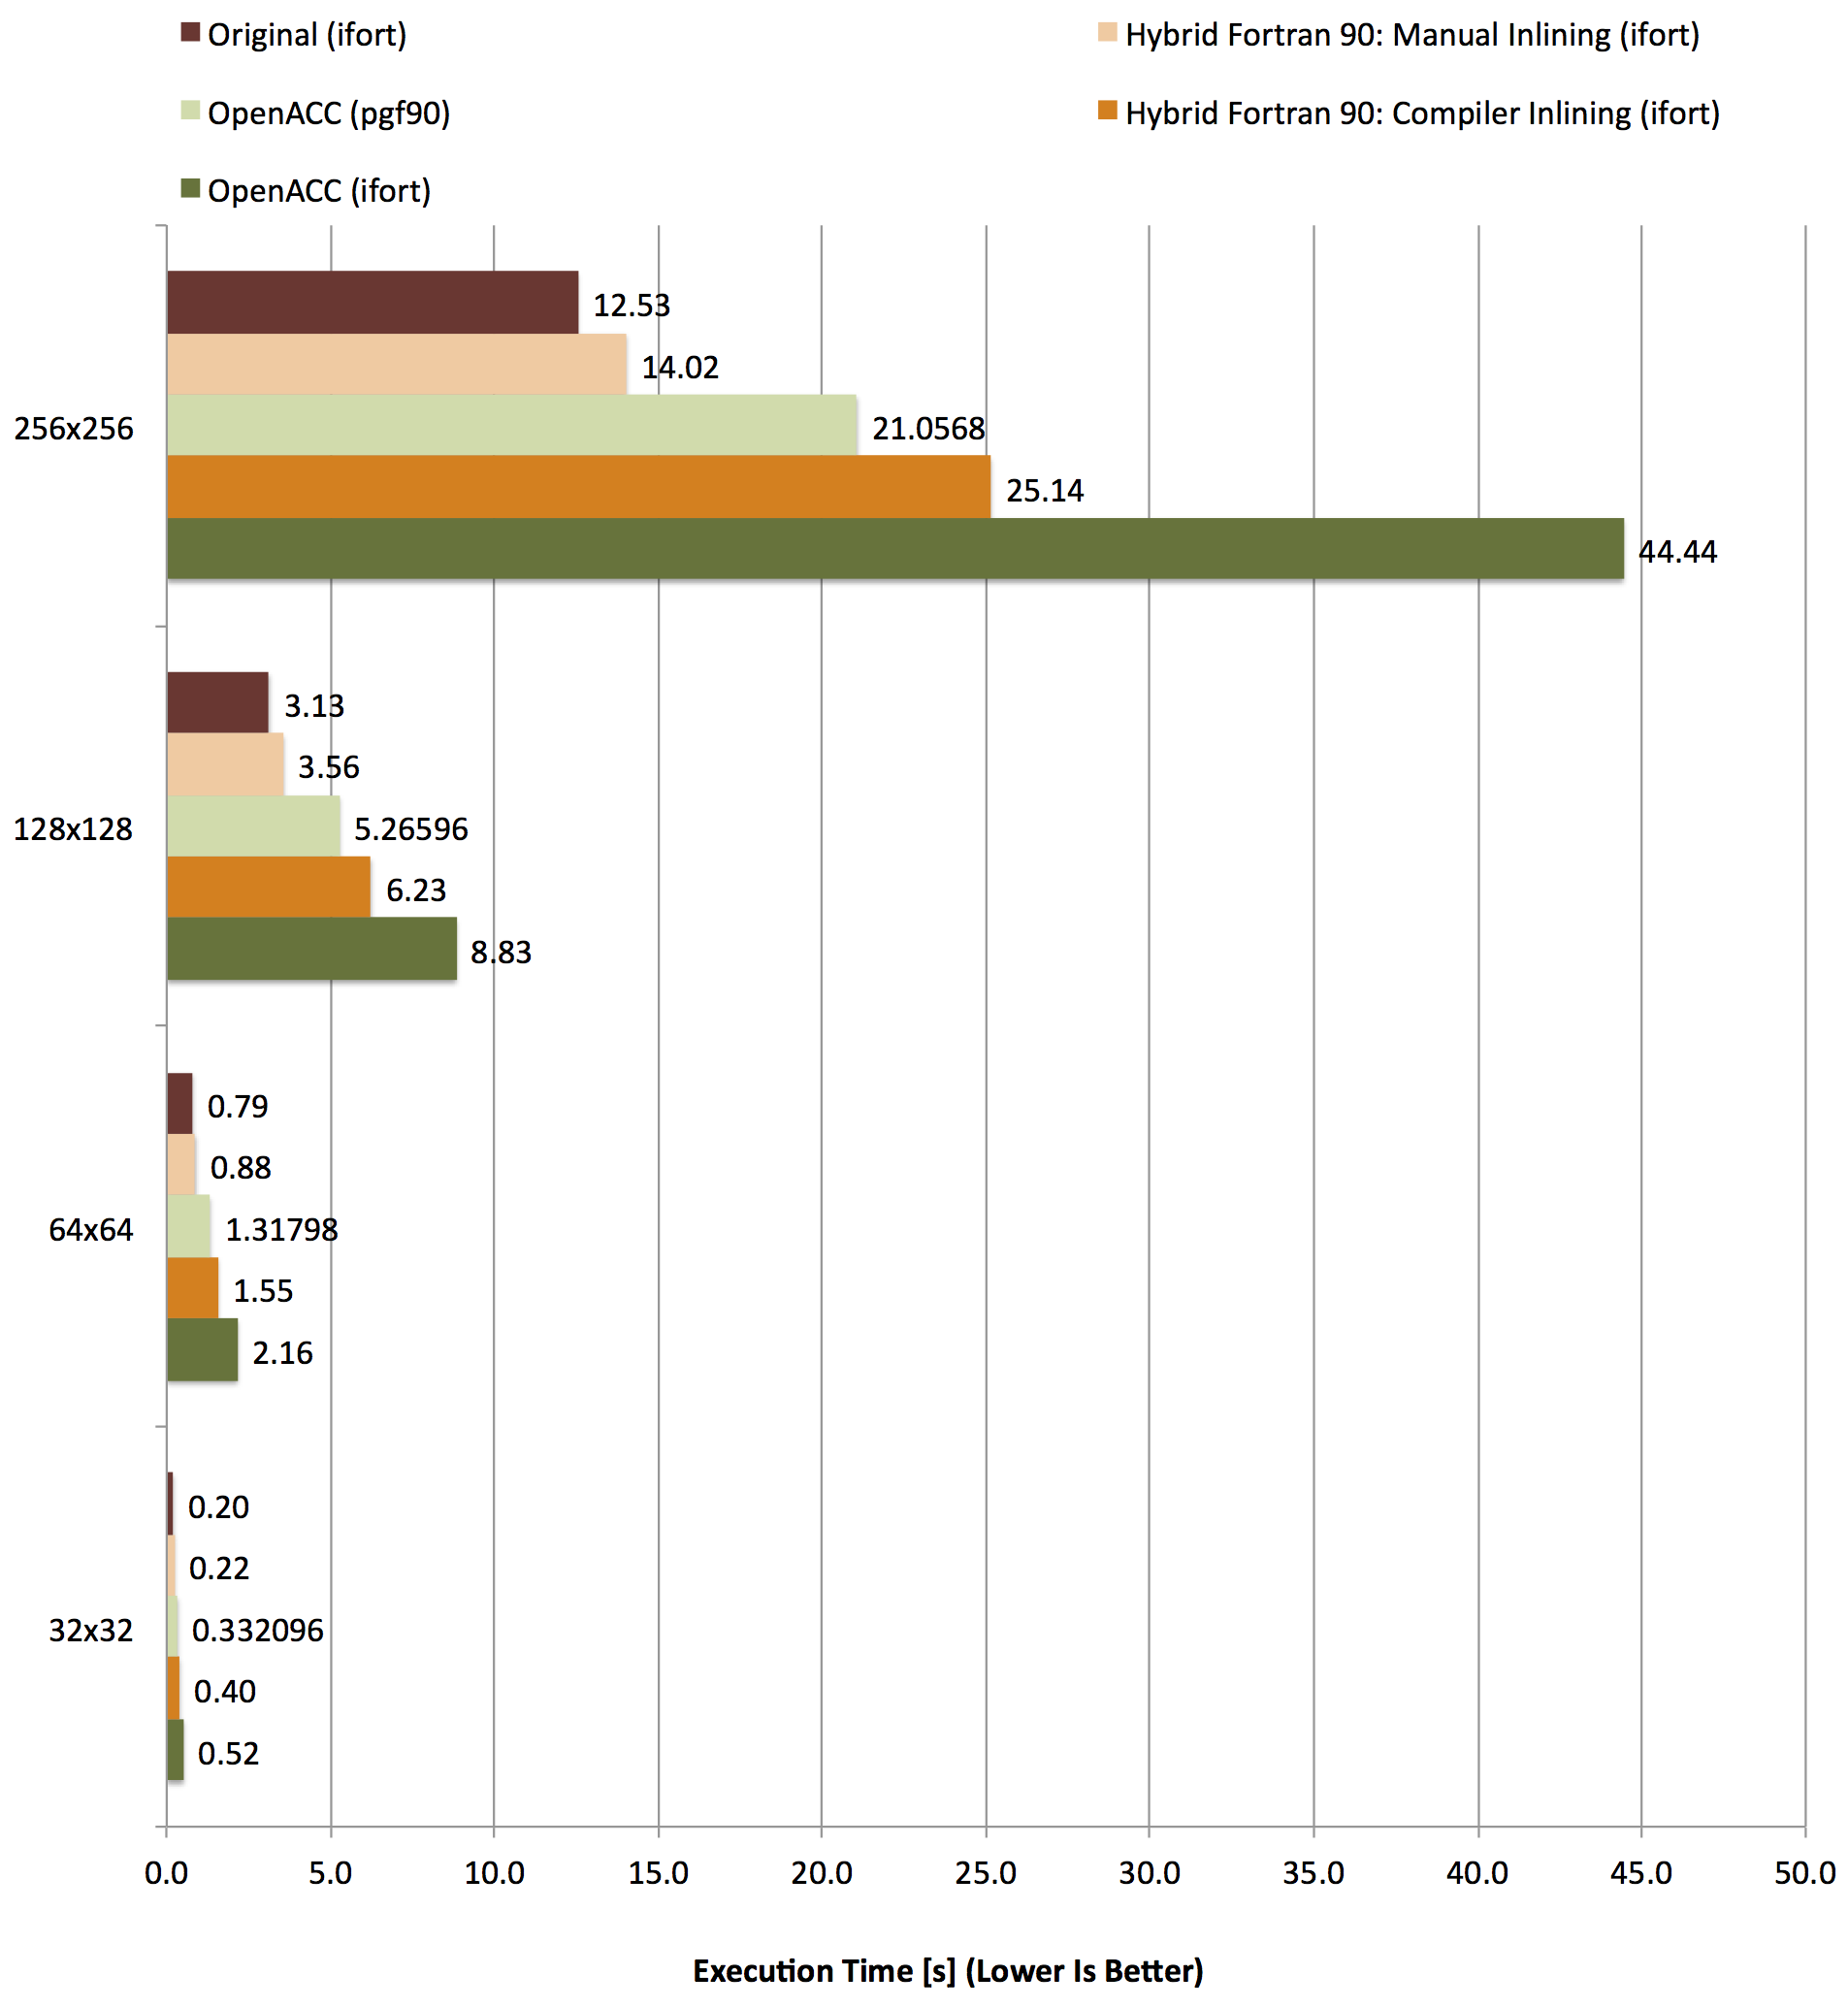 Original (ifort)
Hybrid Fortran 90: Manual Inlining (ifort)
OpenACC (pgf90)
Hybrid Fortran 90: Compiler Inlining (ifort)
OpenACC (ifort)
256x256
12.53
14.02
21.0568
25.14
44.44
128x128
3.13
3.56
5.26596
6.23
8.83
64x64
0.79
0.88
1.31798
1.55
2.16
32x32
0.20
0.22
0.332096
0.40
0.52
0.0 5.0 10.0 15.0 20.0 25.0 30.0 35.0 40.0 45.0 50.0
Execution Time [s] (Lower Is Better)